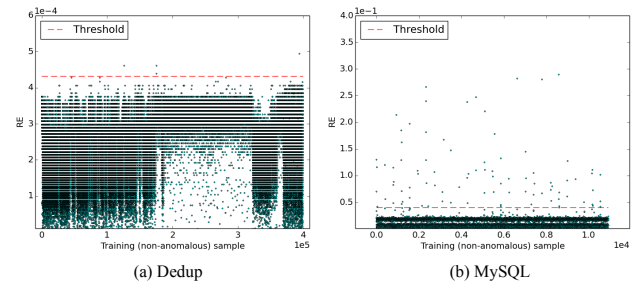 6 1e−4
Threshold
5
4
3
2
1
RE
0 1 2 3 4
1e5
Training (non-anomalous) sample
(a) Dedup
4.0 1e−1
Threshold
3.5
3.0
2.5
2.0
1.5
1.0
0.5
RE
0.0 0.2 0.4 0.6 0.8 1.0
1e4
Training (non-anomalous) sample
(b) MySQL